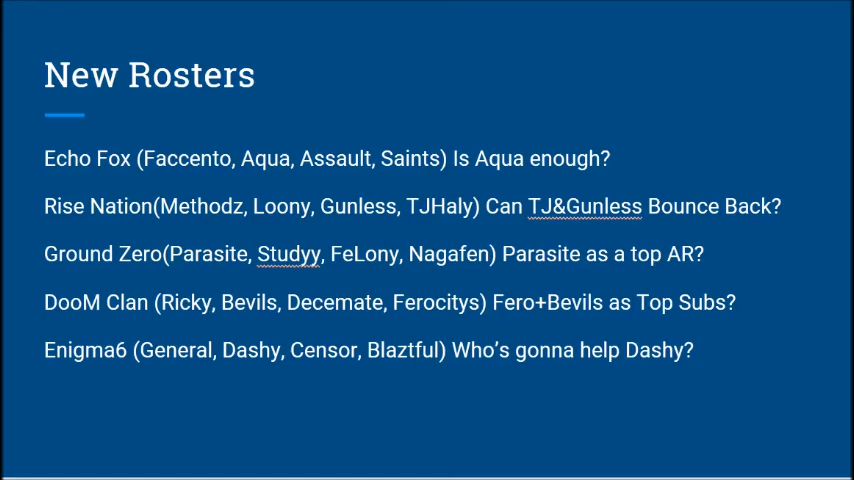 New Rosters
Echo Fox (Faccento, Aqua, Assault, Saints) Is Aqua enough?
Rise Nation(Methodz, Loony, Gunless, TJHaly) Can TJ&Gunless Bounce Back?
Ground Zero(Parasite, Studyy, FeLony, Nagafen) Parasite as a top AR?
DooM Clan (Ricky, Bevils, Decemate, Ferocitys) Fero+Bevils as Top Subs?
Enigma6 (General, Dashy, Censor, Blaztful) Who’s gonna help Dashy?